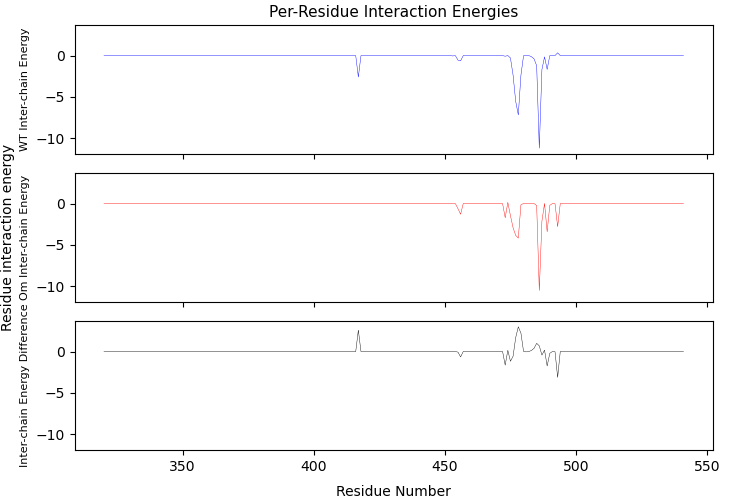 Per-Residue Interaction Energies
WT Inter-chain Energy
0
−5
−10
Residue interaction energy
Om Inter-chain Energy
0
−5
−10
Inter-chain Energy Difference
0
−5
−10
350
400
450
500
550
Residue Number